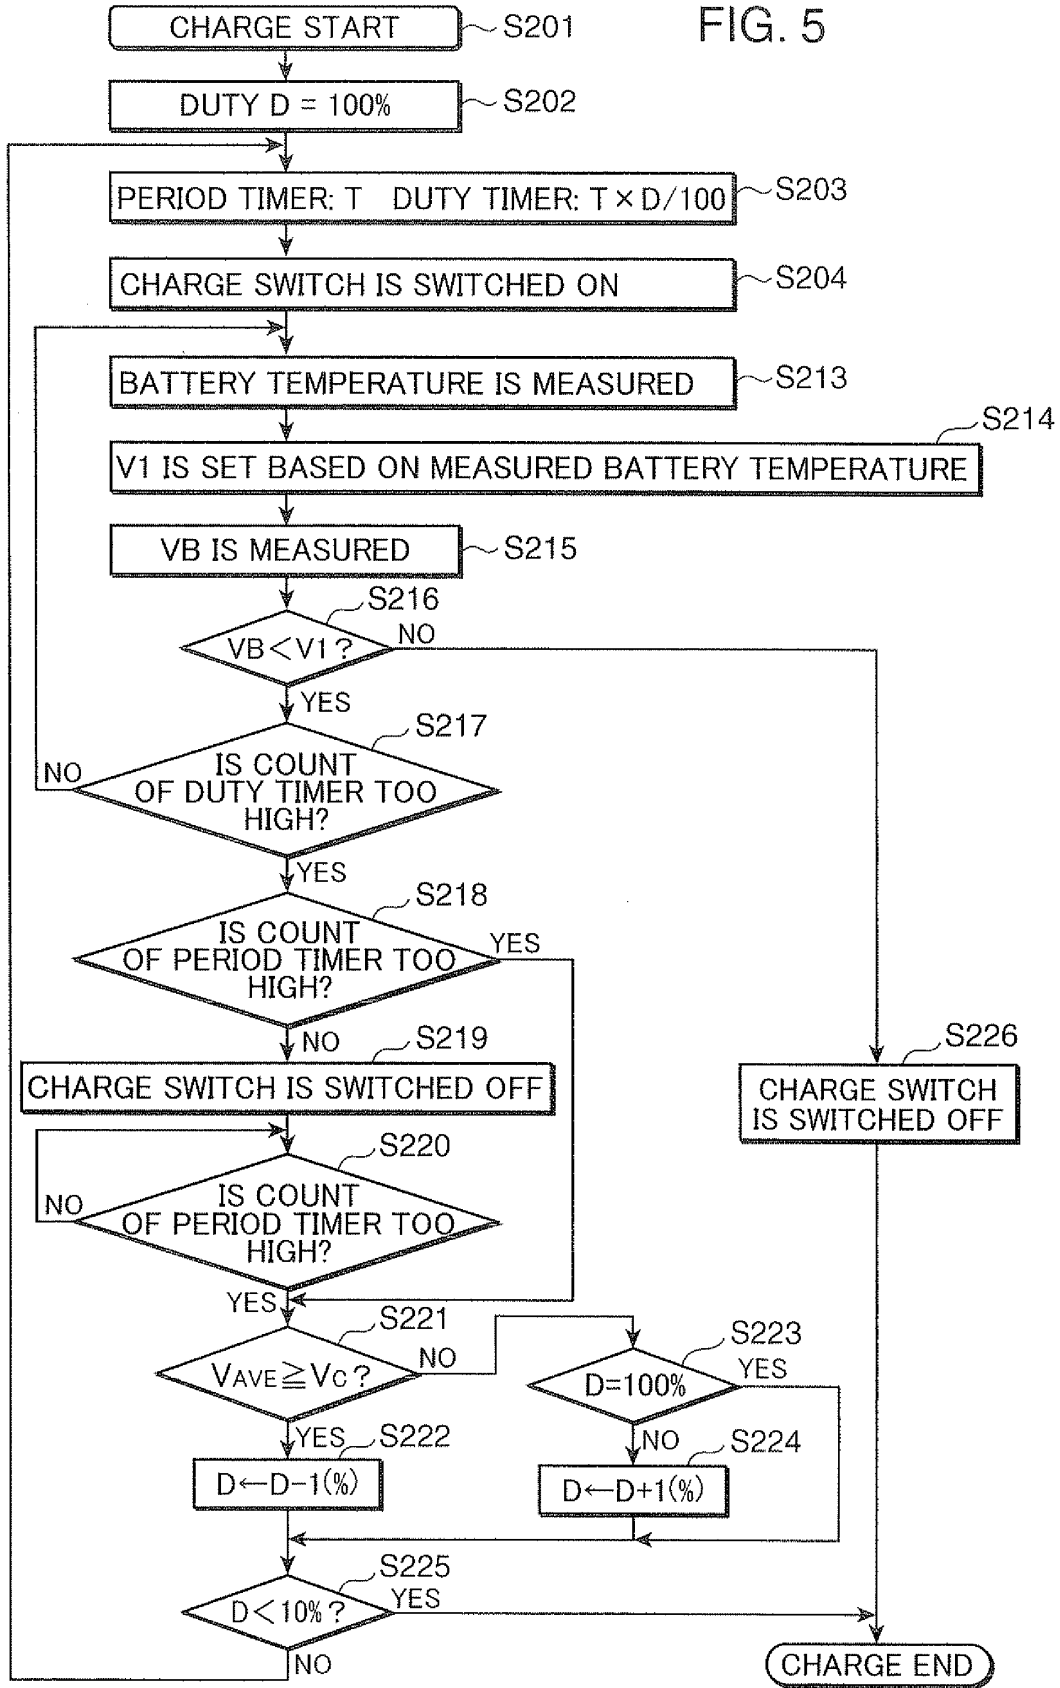 FIG. 5
CHARGE START
S201
DUTY D = 100%
S202
PERIOD TIMER: T DUTY TIMER: T × D/100
S203
CHARGE SWITCH IS SWITCHED ON
S204
BATTERY TEMPERATURE IS MEASURED
S213
S214
V1 IS SET BASED ON MEASURED BATTERY TEMPERATURE
VB IS MEASURED
S215
S216
VB<V1?
NO
YES
S217
IS COUNT
OF DUTY TIMER TOO
HIGH?
NO
YES
S218
IS COUNT
OF PERIOD TIMER TOO
HIGH?
YES
NO
S219
CHARGE SWITCH IS SWITCHED OFF
S226
CHARGE SWITCH
IS SWITCHED OFF
S220
IS COUNT
OF PERIOD TIMER TOO
HIGH?
NO
YES
S221
VAVE≧VC?
NO
S223
D=100%
YES
YES
S222
D←D-1(%)
NO
S224
D←D+1(%)
S225
D<10%?
YES
NO
CHARGE END